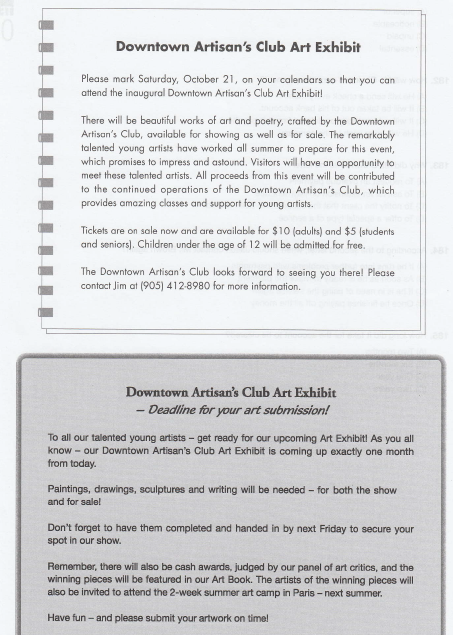 Downtown Artisan's Club Art Exhibit
Please mark Saturday, October 21, on your calendars so that you can
attend the inaugural Downtown Artisan's Club Art Exhibit!
There will be beautiful works of art and poetry, crafted by the Downtown
Artisan's Club, available for showing as well as for sale. The remarkably
talented young artists have worked all summer to prepare for this event,
which promises to impress and astound. Visitors will have an opportunity to
meet these talented artists. All proceeds from this event will be contributed
to the continued operations of the Downtown Artisan's Club, which
provides amazing classes and support for young artists.
Tickets are on sale now and are available for $10 (adults) and $5 (students
and seniors). Children under the age of 12 will be admitted for free.
The Downtown Artisan's Club looks forward to seeing you there! Please
contact Jim at (905) 412-8980 for more information.
Downtown Artisan's Club Art Exhibit
– Deadline for your art submission!
To all our talented young artists – get ready for our upcoming Art Exhibit! As you all
know – our Downtown Artisan's Club Art Exhibit is coming up exactly one month
from today.
Paintings, drawings, sculptures and writing will be needed – for both the show
and for sale!
Don't forget to have them completed and handed in by next Friday to secure your
spot in our show.
Remember, there will also be cash awards, judged by our panel of art critics, and the
winning pieces will be featured in our Art Book. The artists of the winning pieces will
also be invited to attend the 2-week summer art camp in Paris – next summer.
Have fun – and please submit your artwork on time!